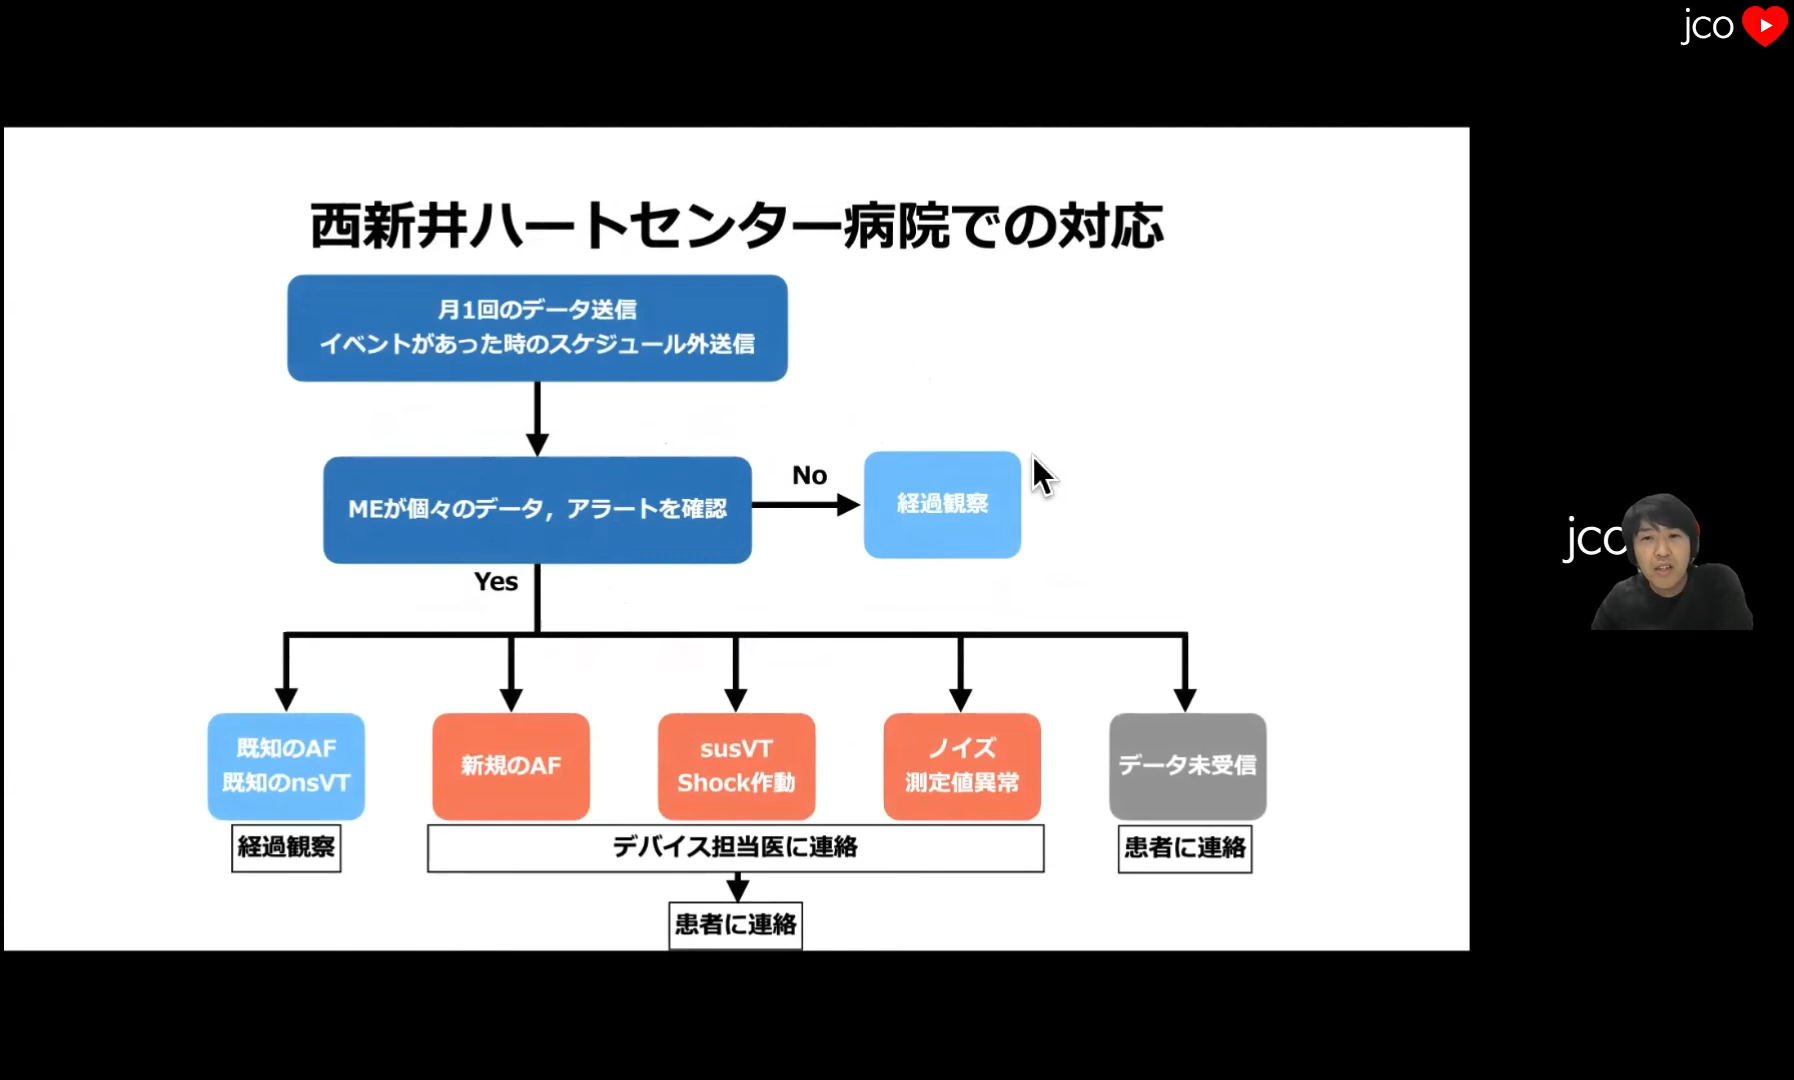 jco
西新井ハートセンター病院での対応
月1回のデータ送信
イベントがあった時のスケジュール外送信
MEが個々のデータ，アラートを確認
No
経過観察
Yes
既知のAF
既知のnsVT
新規のAF
susVT
Shock作動
ノイズ
測定値異常
データ未受信
経過観察
デバイス担当医に連絡
患者に連絡
患者に連絡
jco